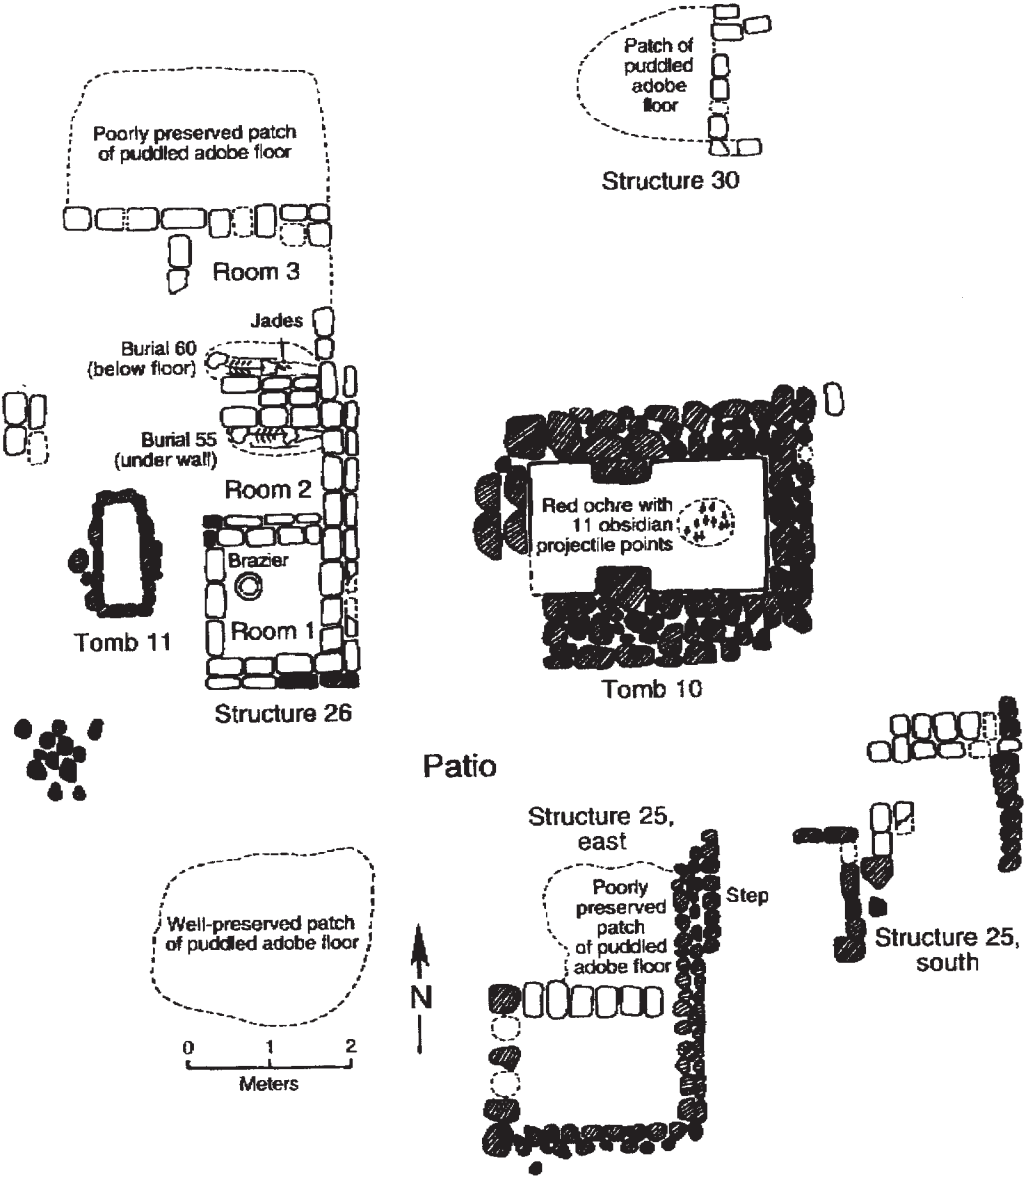 Patch of
puddled
adobe
floor
Structure 30
Poorly preserved patch
of puddled adobe floor
Room 3
Jades
Burial 60
(below floor)
Burial 55
(under wall)
Room 2
Brazier
Room 1
Tomb 11
Structure 26
Red ochre with
11 obsidian
projectile points
Tomb 10
Patio
Structure 25,
east
Poorly
preserved
patch
of puddled
adobe floor
Step
Structure 25,
south
Well-preserved patch
of puddled adobe floor
N
0 1 2
Meters